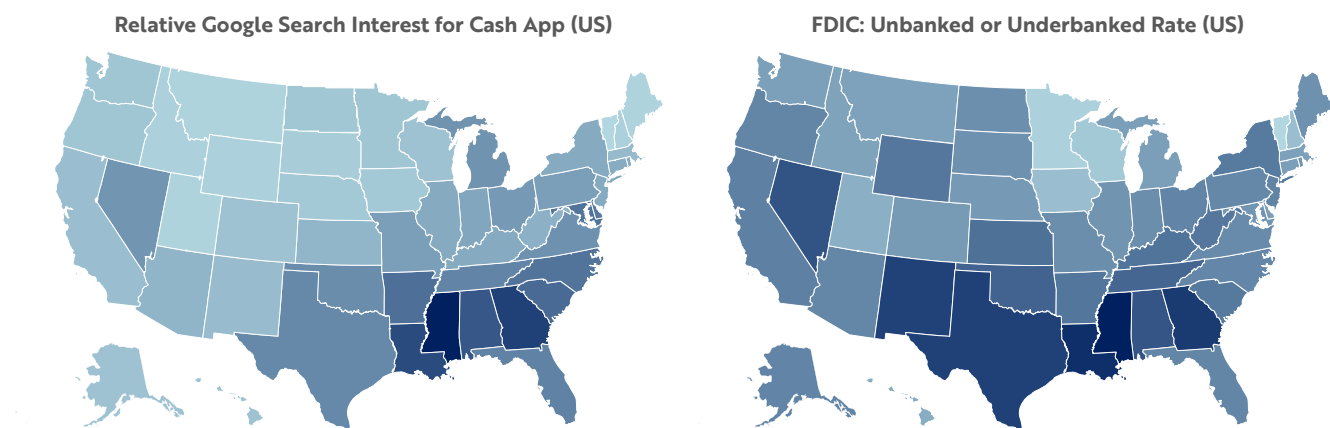 Relative Google Search Interest for Cash App (US)
FDIC: Unbanked or Underbanked Rate (US)